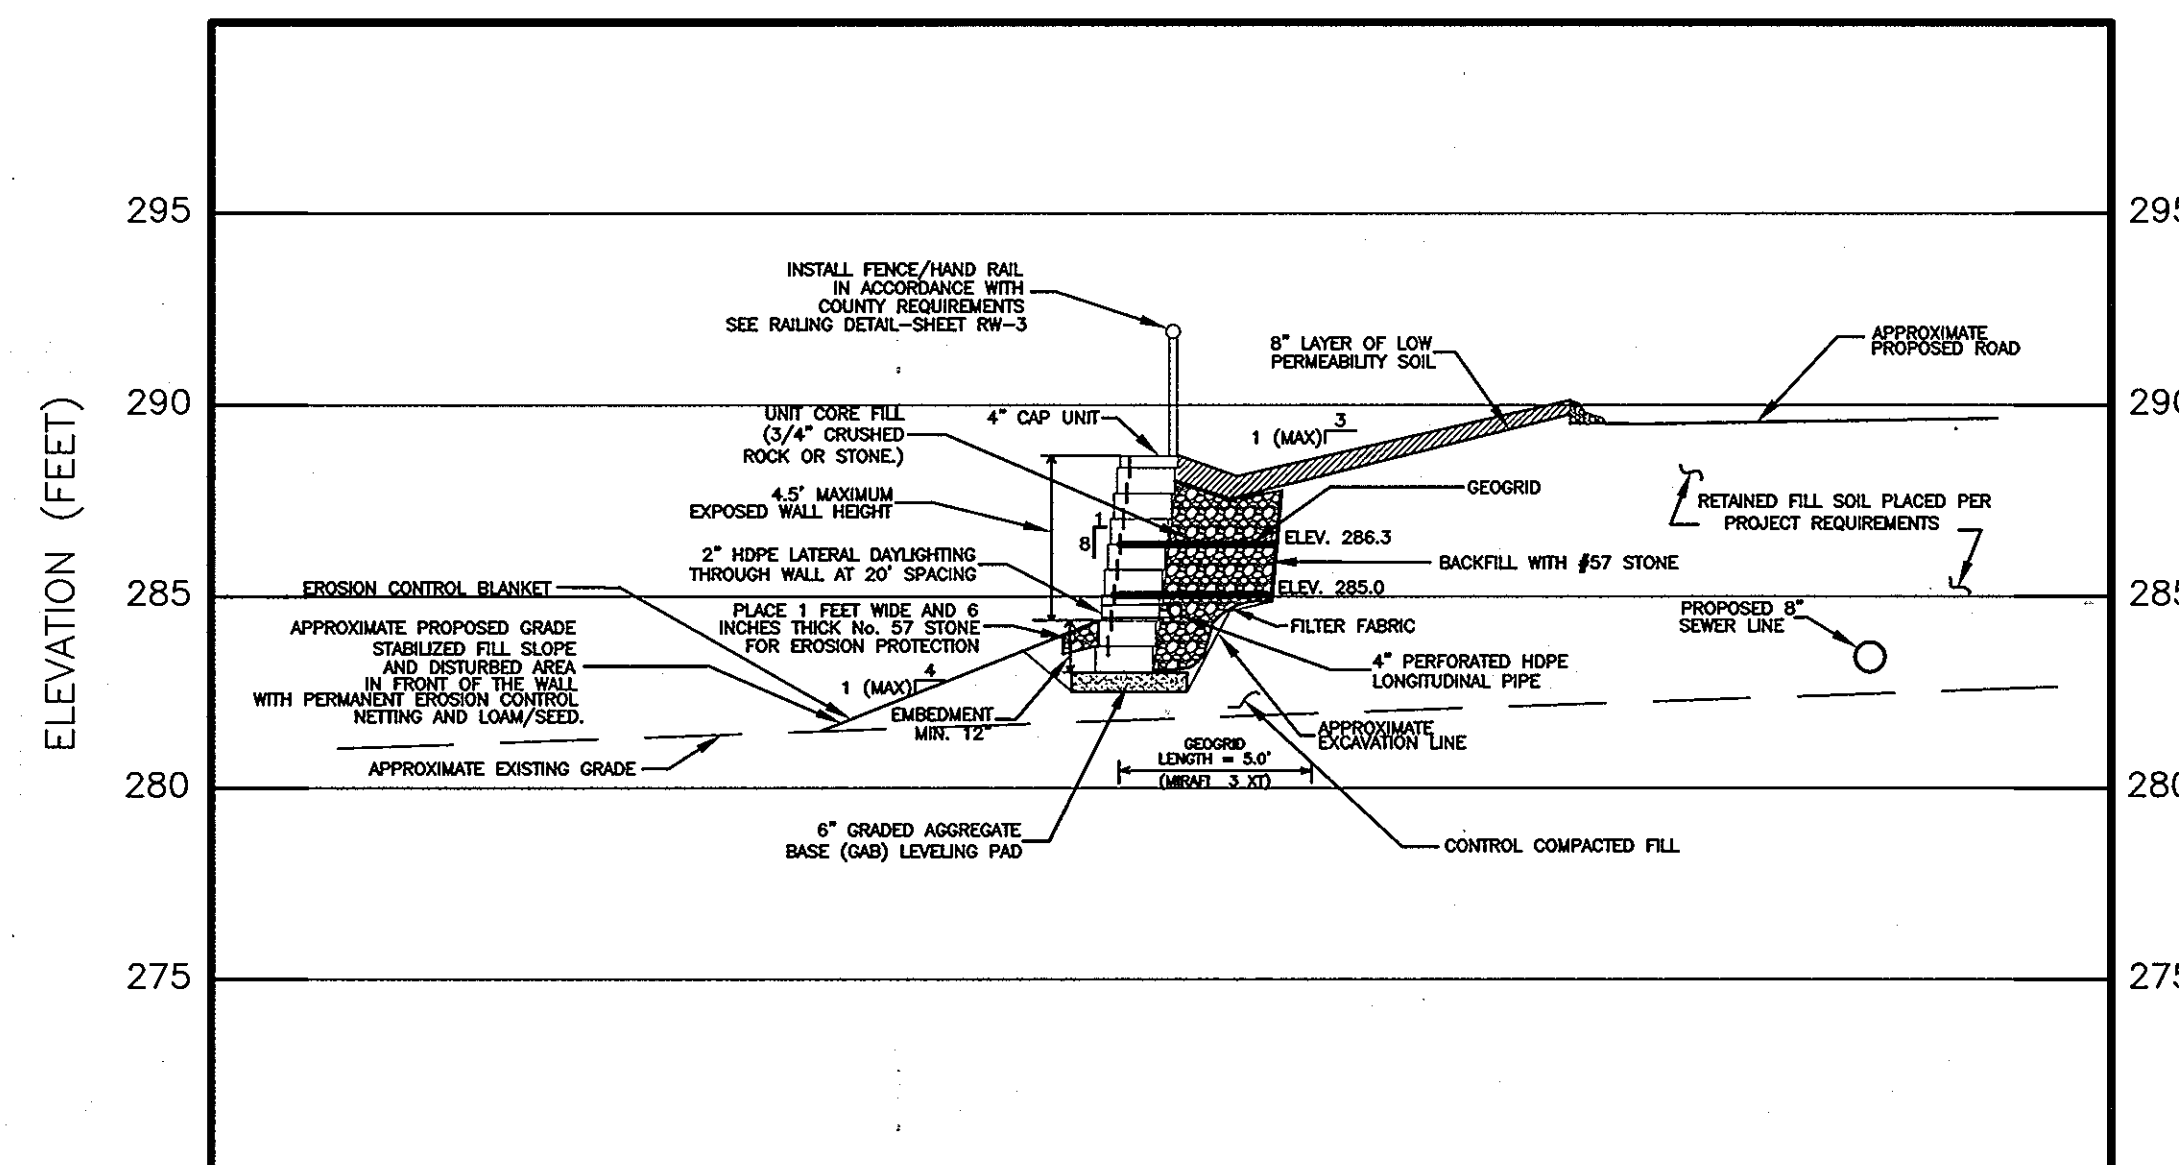 ELEVATION (FEET)
295
295
INSTALL FENCE/HAND RAIL
IN ACCORDANCE WITH
COUNTY REQUIREMENTS
SEE RAILING DETAIL-SHEET RW-3
8" LAYER OF LOW
PERMEABILITY SOIL
APPROXIMATE
PROPOSED ROAD
290
290
UNIT CORE FILL
(3/4" CRUSHED
ROCK OR STONE.)
4" CAP UNIT
3
1 (MAX)
4.5' MAXIMUM
EXPOSED WALL HEIGHT
GEOGRID
RETAINED FILL SOIL PLACED PER
PROJECT REQUIREMENTS
1
8
ELEV. 286.3
2" HDPE LATERAL DAYLIGHTING
THROUGH WALL AT 20' SPACING
BACKFILL WITH #57 STONE
EROSION CONTROL BLANKET
ELEV. 285.0
285
285
PLACE 1 FEET WIDE AND 6
INCHES THICK No. 57 STONE
FOR EROSION PROTECTION
PROPOSED 8"
SEWER LINE
FILTER FABRIC
APPROXIMATE PROPOSED GRADE
STABILIZED FILL SLOPE
AND DISTURBED AREA
IN FRONT OF THE WALL
WITH PERMANENT EROSION CONTROL
NETTING AND LOAM/SEED.
4" PERFORATED HDPE
LONGITUDINAL PIPE
4
1 (MAX)
EMBEDMENT
MIN. 12"
APPROXIMATE
EXCAVATION LINE
GEOGRID
LENGTH = 5.0'
(MIRAFI 3 XT)
APPROXIMATE EXISTING GRADE
280
280
6" GRADED AGGREGATE
BASE (GAB) LEVELING PAD
CONTROL COMPACTED FILL
275
275